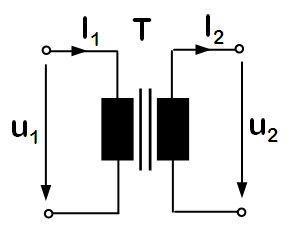 I₁ T I₂
u₁ u₂